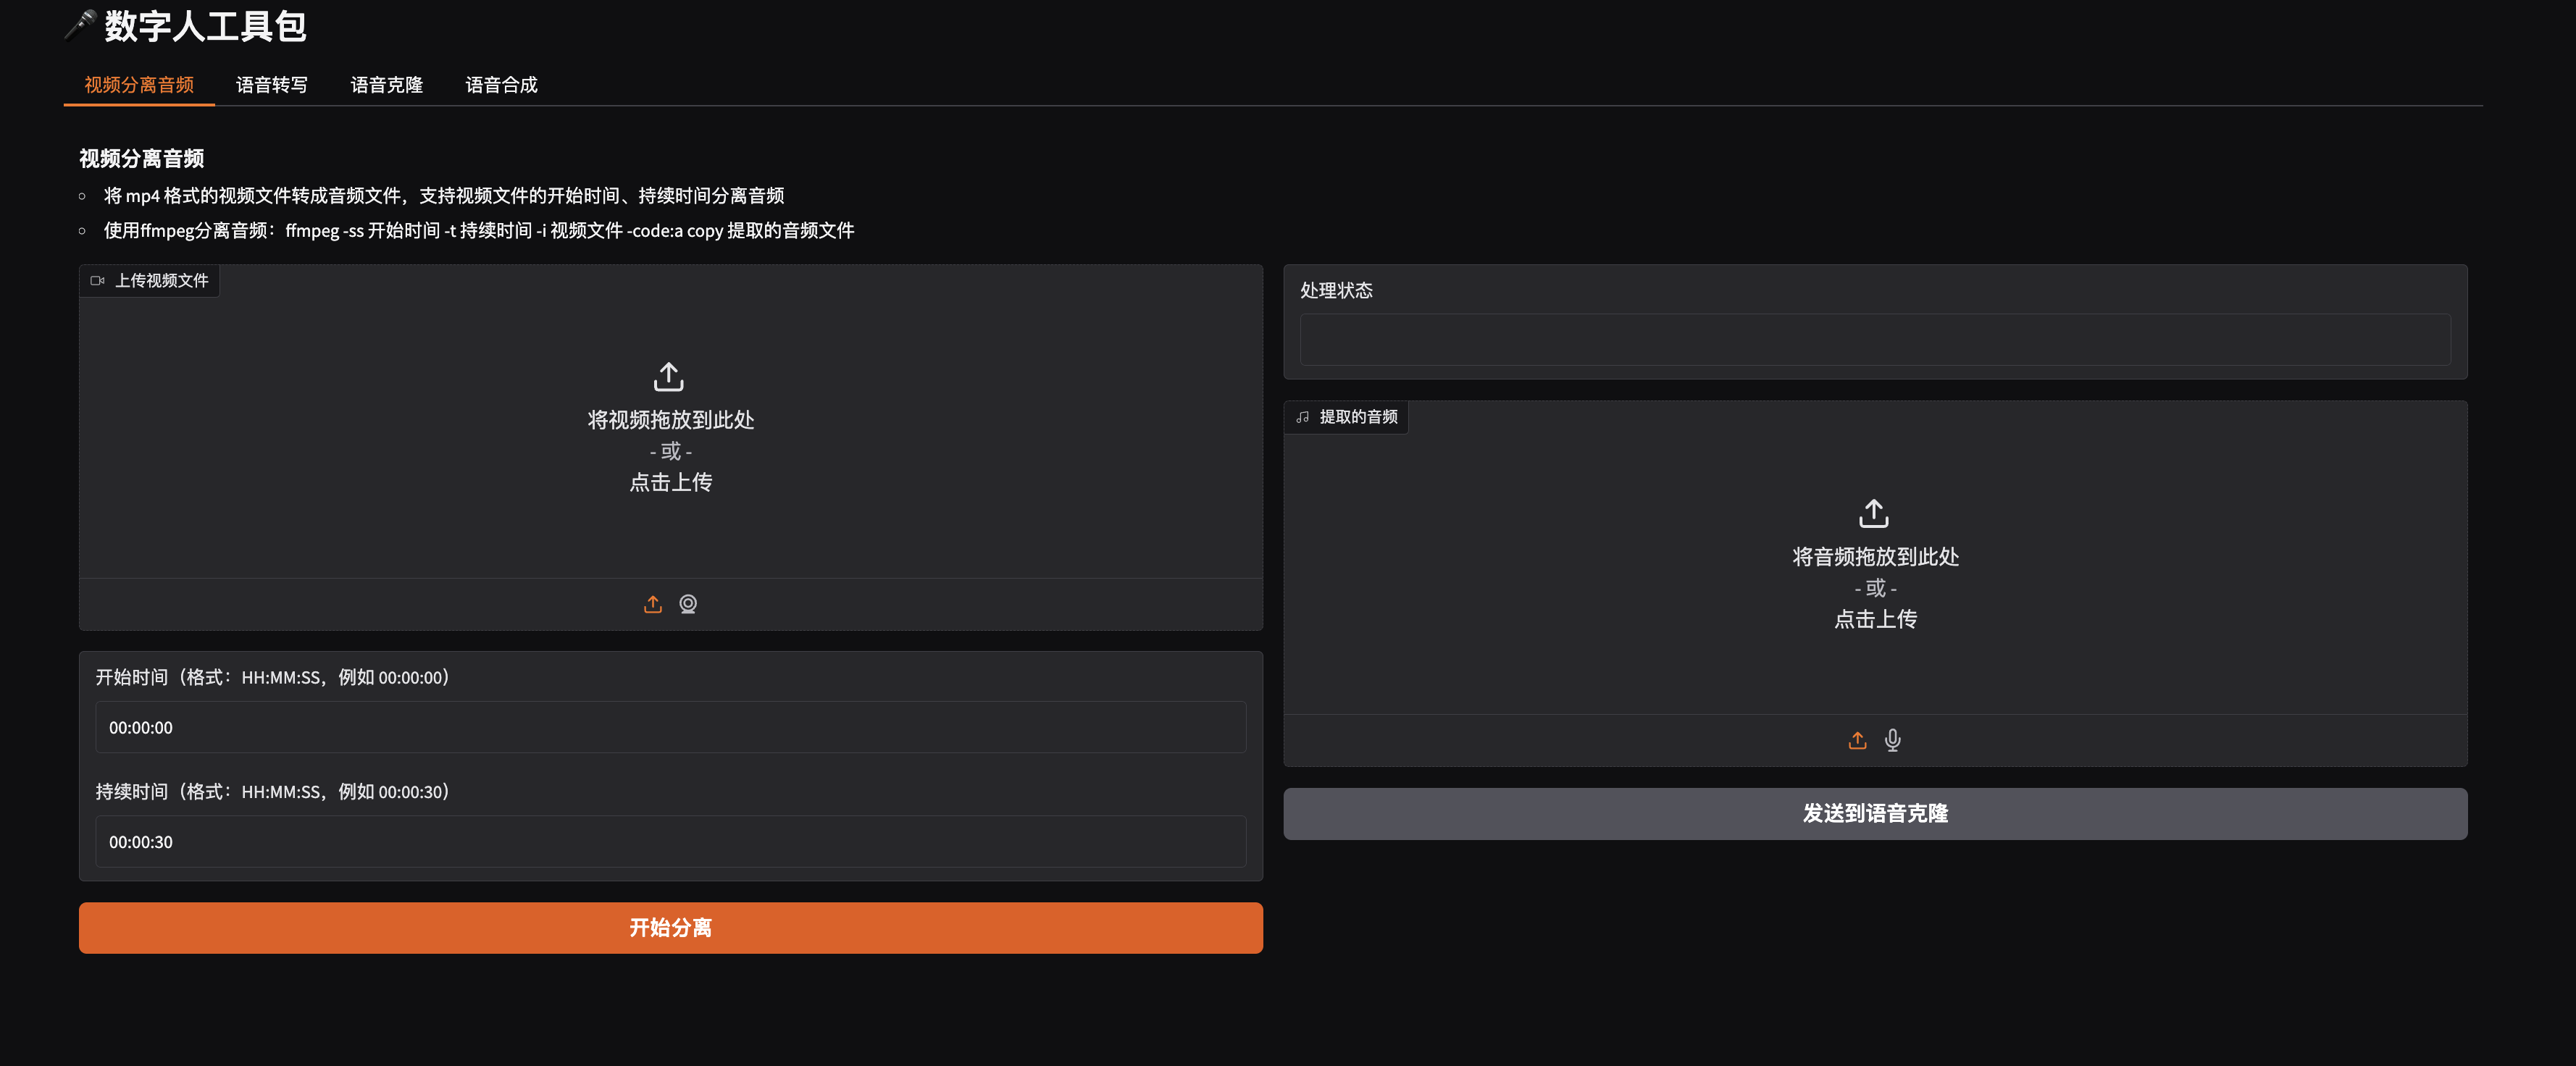 数字人工具包
视频分离音频
语音转写
语音克隆
语音合成
视频分离音频
将 mp4 格式的视频文件转成音频文件，支持视频文件的开始时间、持续时间分离音频
使用ffmpeg分离音频：ffmpeg -ss 开始时间 -t 持续时间 -i 视频文件 -code:a copy 提取的音频文件
上传视频文件
将视频拖放到此处
- 或 -
点击上传
开始时间（格式：HH:MM:SS，例如 00:00:00）
00:00:00
持续时间（格式：HH:MM:SS，例如 00:00:30）
00:00:30
开始分离
处理状态
提取的音频
将音频拖放到此处
- 或 -
点击上传
发送到语音克隆